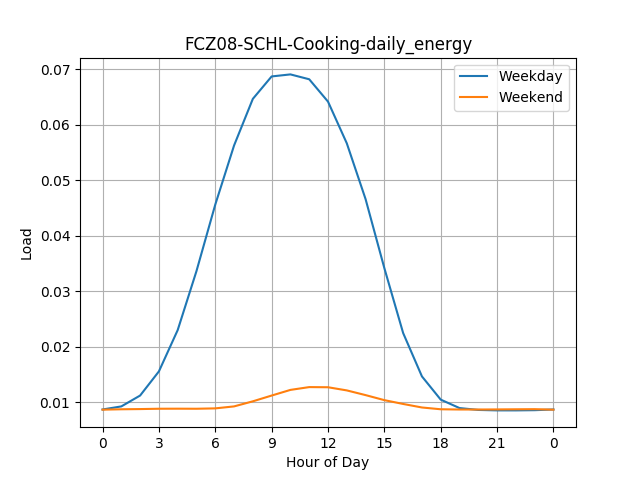 FCZ08-SCHL-Cooking-daily_energy
Weekday
Weekend
0.07
0.06
0.05
0.04
0.03
0.02
0.01
Load
0 3 6 9 12 15 18 21 0
Hour of Day